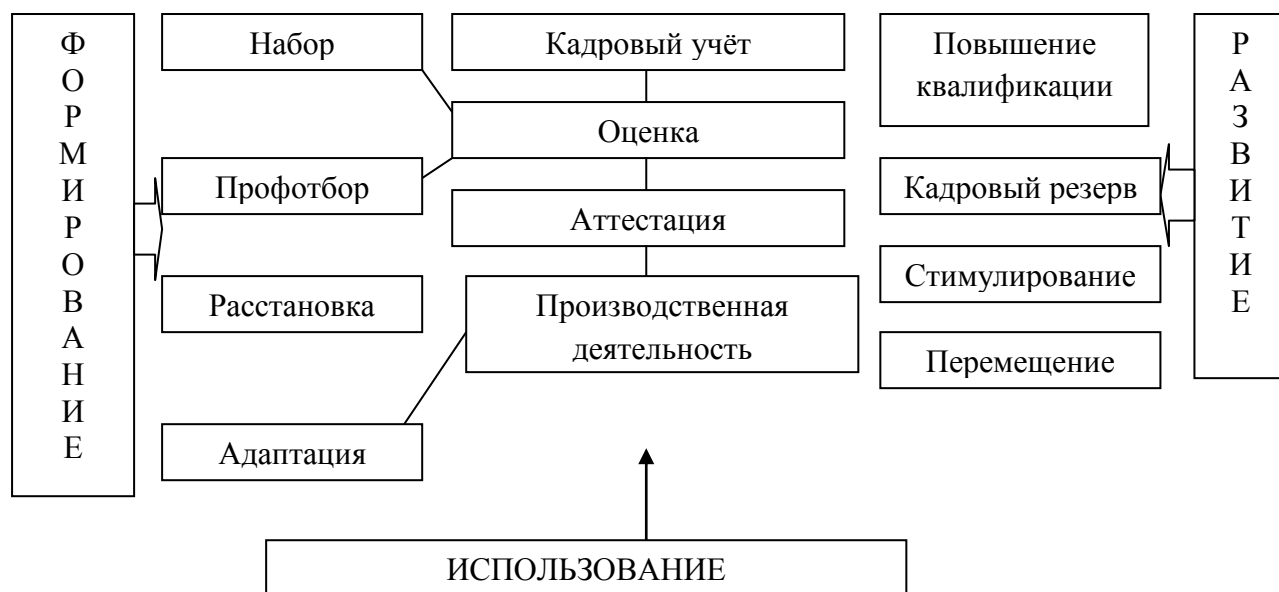 ФОРМИРОВАНИЕ
Набор
Профотбор
Расстановка
Адаптация
Кадровый учёт
Оценка
Аттестация
Производственная
деятельность
Повышение
квалификации
Кадровый резерв
Стимулирование
Перемещение
РАЗВИТИЕ
ИСПОЛЬЗОВАНИЕ